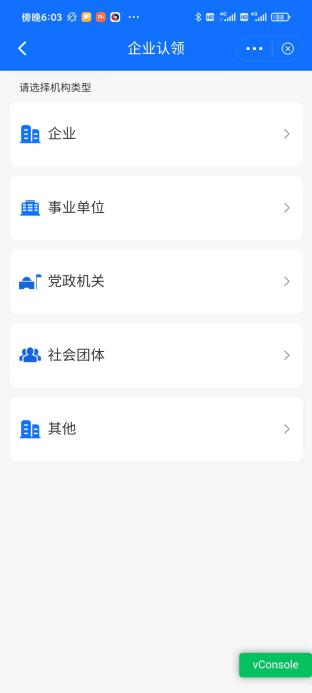 傍晚6:03
企业认领
请选择机构类型
企业
事业单位
党政机关
社会团体
其他
vConsole